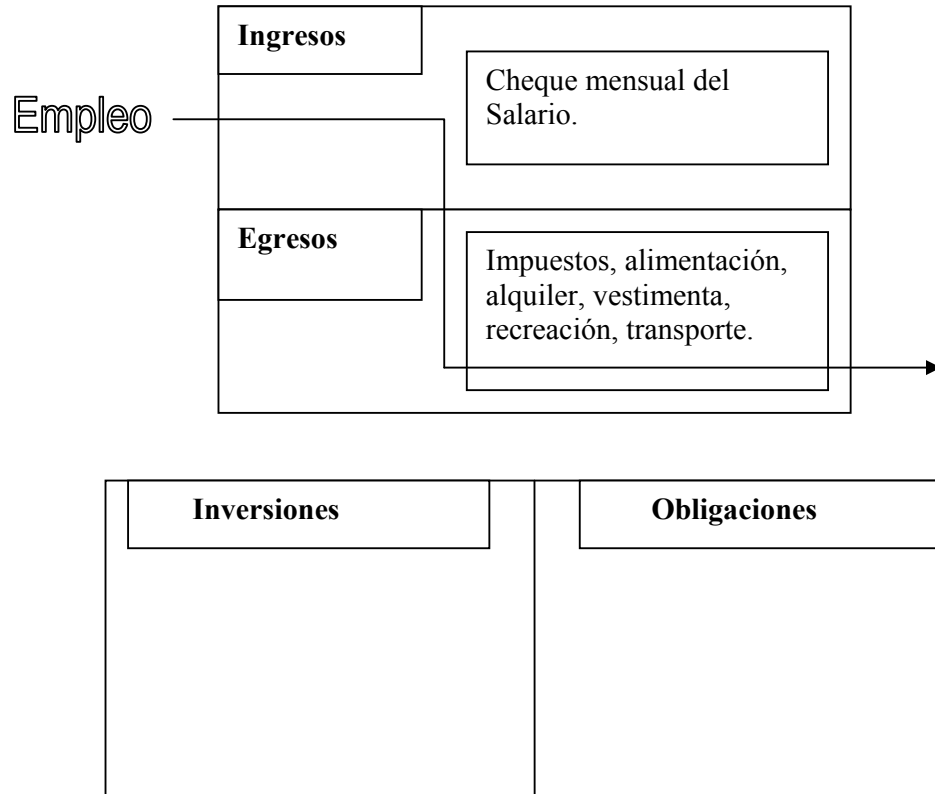 Ingresos
Cheque mensual del
Salario.
Empleo
Egresos
Impuestos, alimentación,
alquiler, vestimenta,
recreación, transporte.
Inversiones
Obligaciones